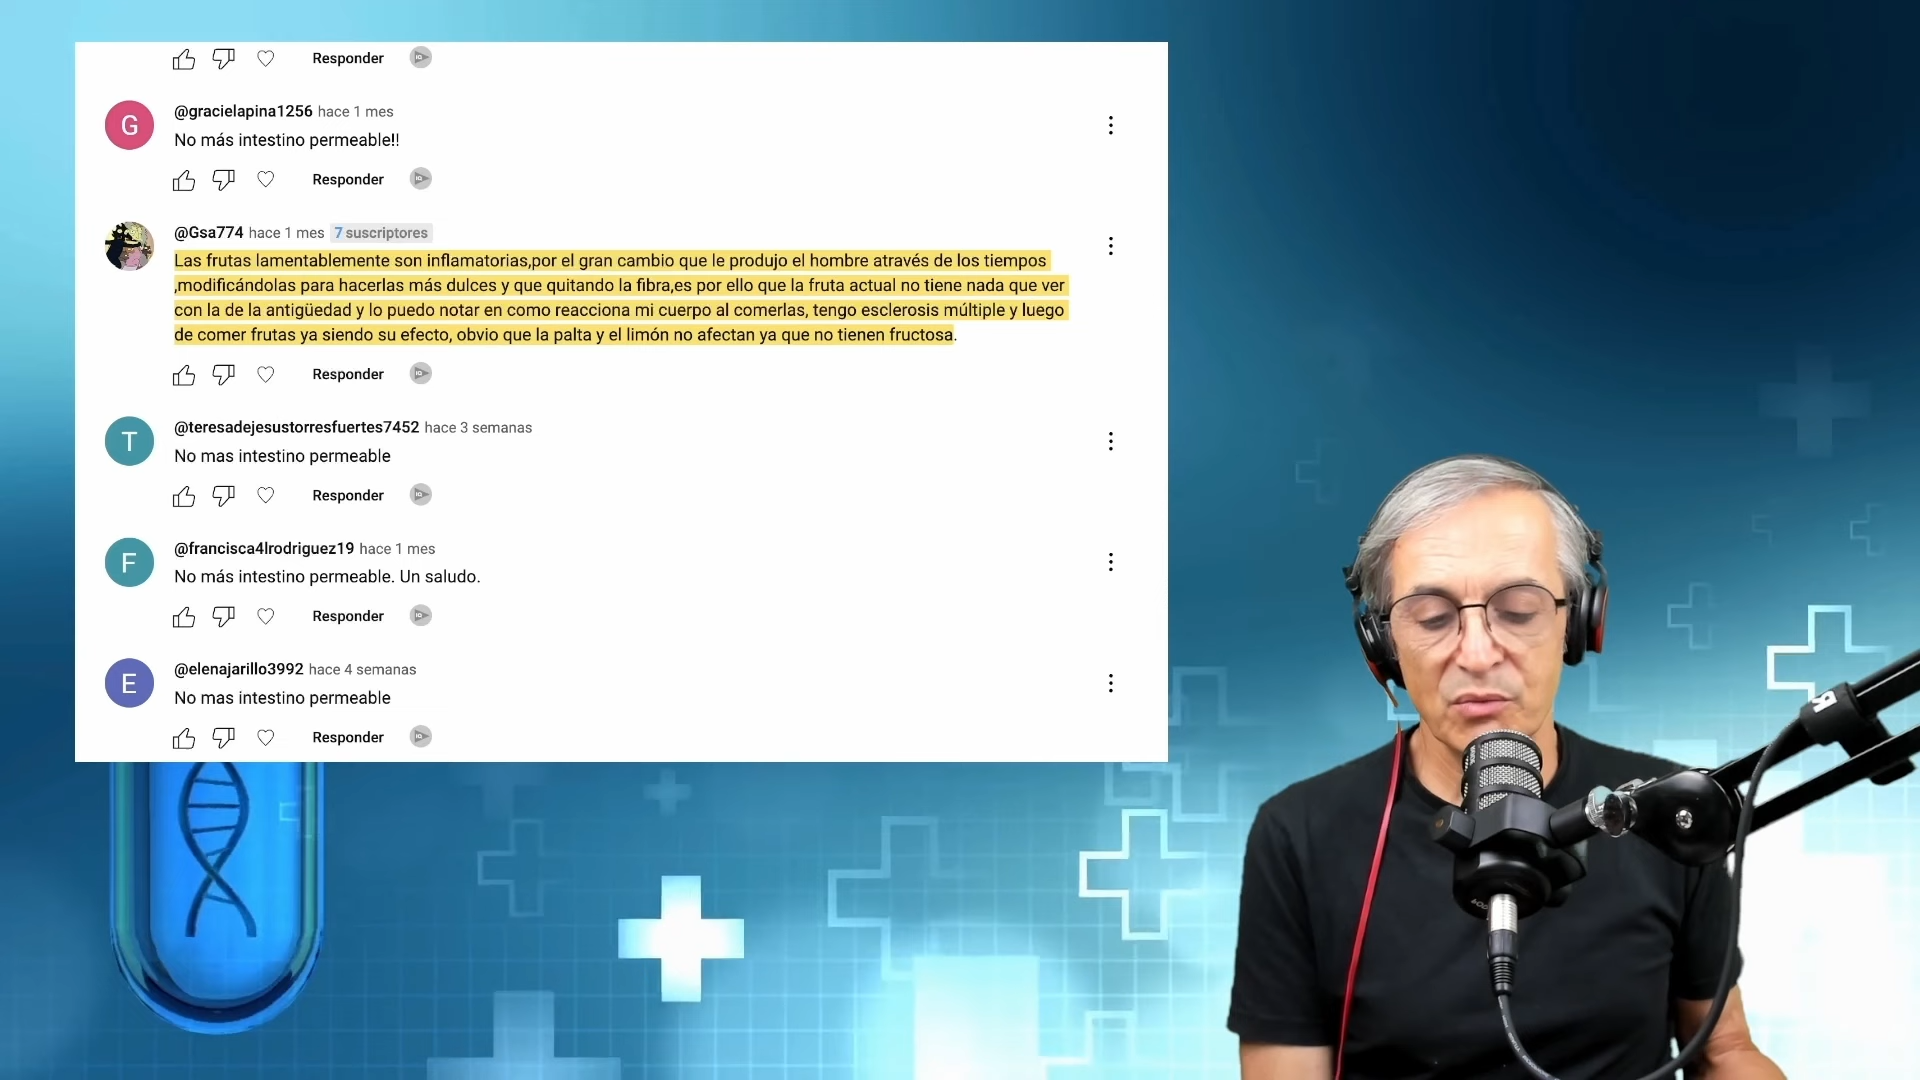 Responder
G
@gracielapina1256 hace 1 mes
No más intestino permeable!!
Responder
@Gsa774 hace 1 mes 7 suscriptores
Las frutas lamentablemente son inflamatorias,por el gran cambio que le produjo el hombre através de los tiempos
,modificándolas para hacerlas más dulces y que quitando la fibra,es por ello que la fruta actual no tiene nada que ver
con la de la antigüedad y lo puedo notar en como reacciona mi cuerpo al comerlas, tengo esclerosis múltiple y luego
de comer frutas ya siendo su efecto, obvio que la palta y el limón no afectan ya que no tienen fructosa.
Responder
T
@teresadejesustorresfuertes7452 hace 3 semanas
No mas intestino permeable
Responder
F
@francisca4lrodriguez19 hace 1 mes
No más intestino permeable. Un saludo.
Responder
E
@elenajarillo3992 hace 4 semanas
No mas intestino permeable
Responder